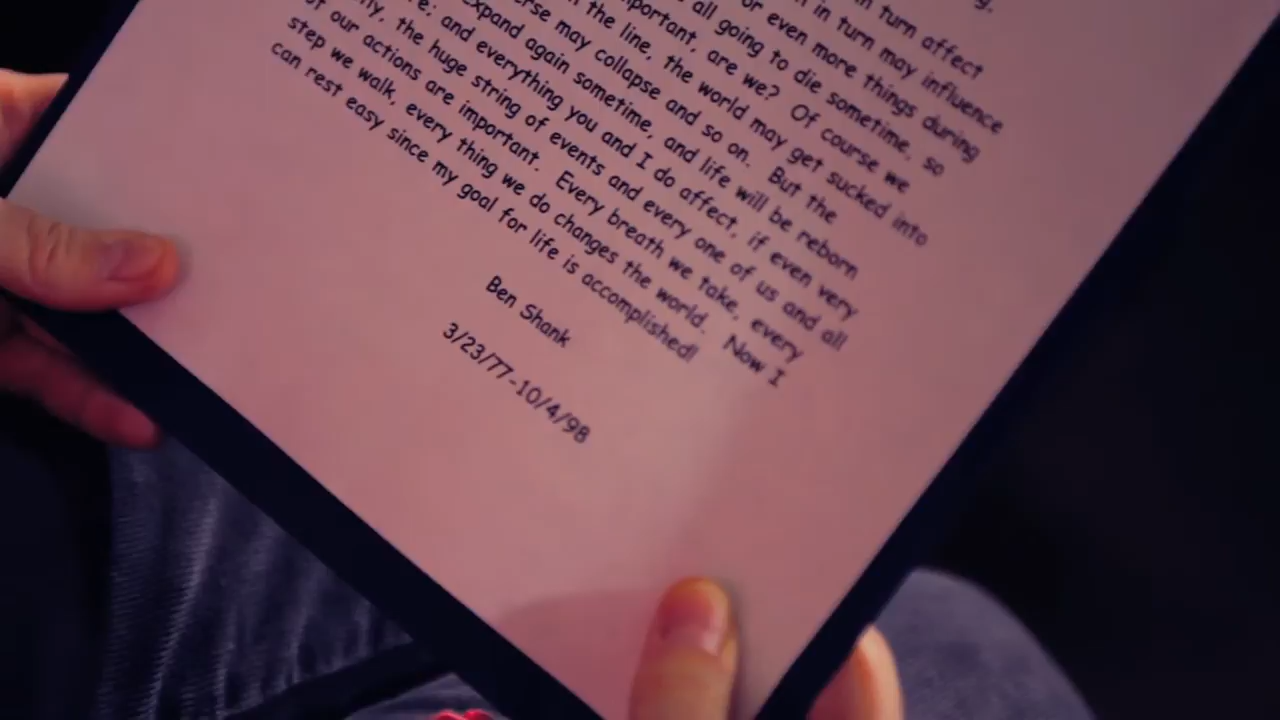 turn affect
in turn may influence
or even more things during
all going to die sometime, so
are we? Of course we
the line, the world may get sucked into
may collapse and so on. But the
expand again sometime, and life will be reborn
and everything you and I do affect, if even very
the huge string of events and every one of us and all
of our actions are important. Every breath we take, every
step we walk, every thing we do changes the world. Now I
can rest easy since my goal for life is accomplished!
Ben Shank
3/23/77-10/4/98